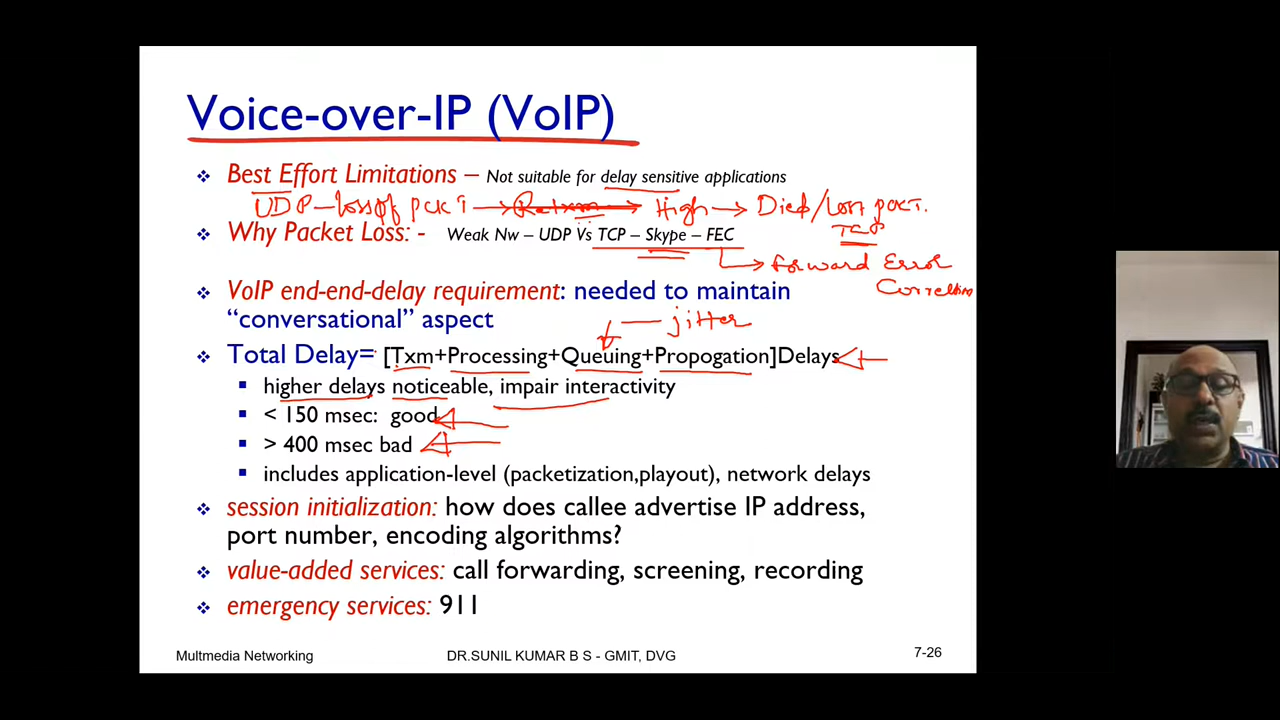 Voice-over-IP (VoIP)
❖ Best Effort Limitations – Not suitable for delay sensitive applications
UDP – loss of pckt → Retxm → High → Died/Lost pckt.
❖ Why Packet Loss: - Weak Nw – UDP Vs TCP – Skype – FEC
TCP
→ Forward Error
Correction
❖ VoIP end-end-delay requirement: needed to maintain
“conversational” aspect
jitter
❖ Total Delay= [Txm+Processing+Queuing+Propogation]Delays
▪ higher delays noticeable, impair interactivity
▪ < 150 msec: good
▪ > 400 msec bad
▪ includes application-level (packetization,playout), network delays
❖ session initialization: how does callee advertise IP address,
port number, encoding algorithms?
❖ value-added services: call forwarding, screening, recording
❖ emergency services: 911
Multmedia Networking DR.SUNIL KUMAR B S - GMIT, DVG 7-26